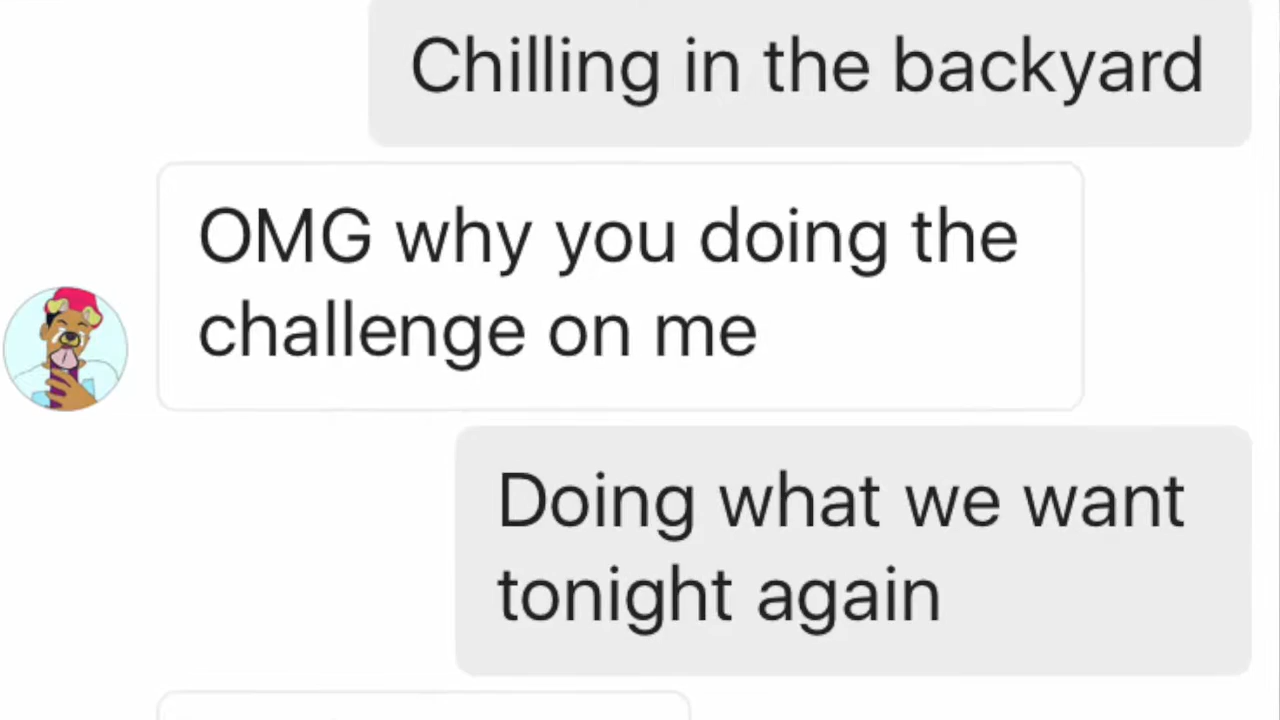 Chilling in the backyard
OMG why you doing the
challenge on me
Doing what we want
tonight again